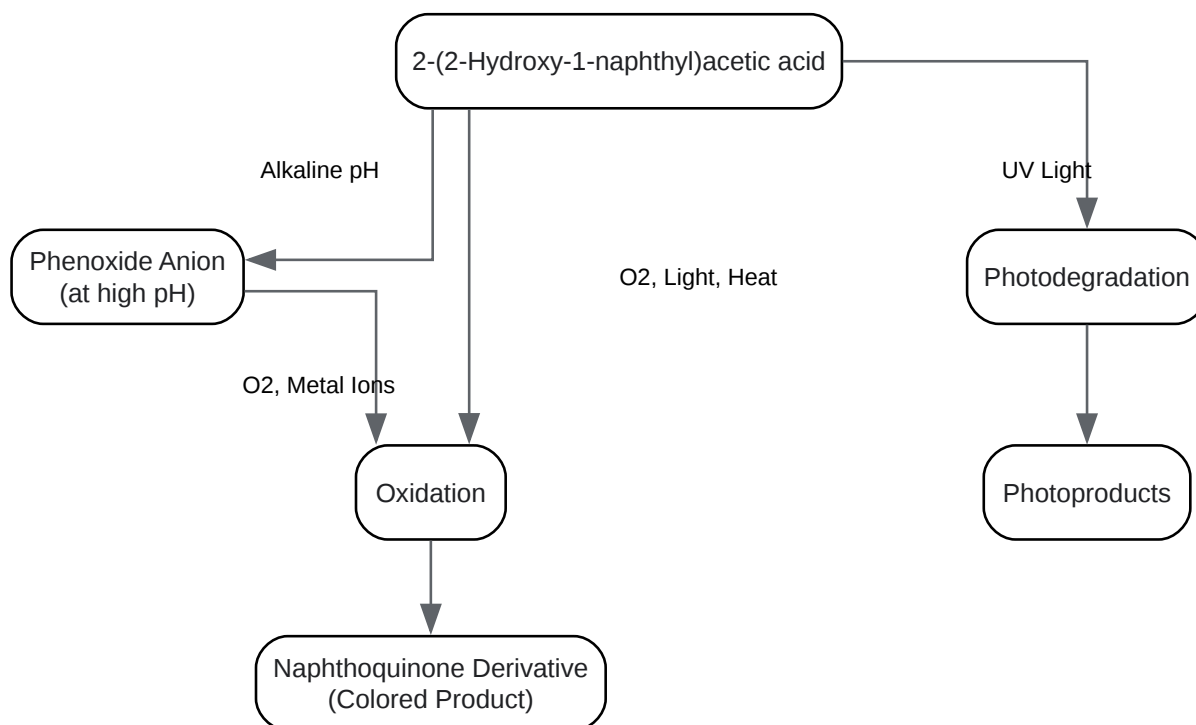 2-(2-Hydroxy-1-naphthyl)acetic acid
Alkaline pH
UV Light
Phenoxide Anion
(at high pH)
O2, Light, Heat
Photodegradation
O2, Metal Ions
Oxidation
Photoproducts
Naphthoquinone Derivative
(Colored Product)